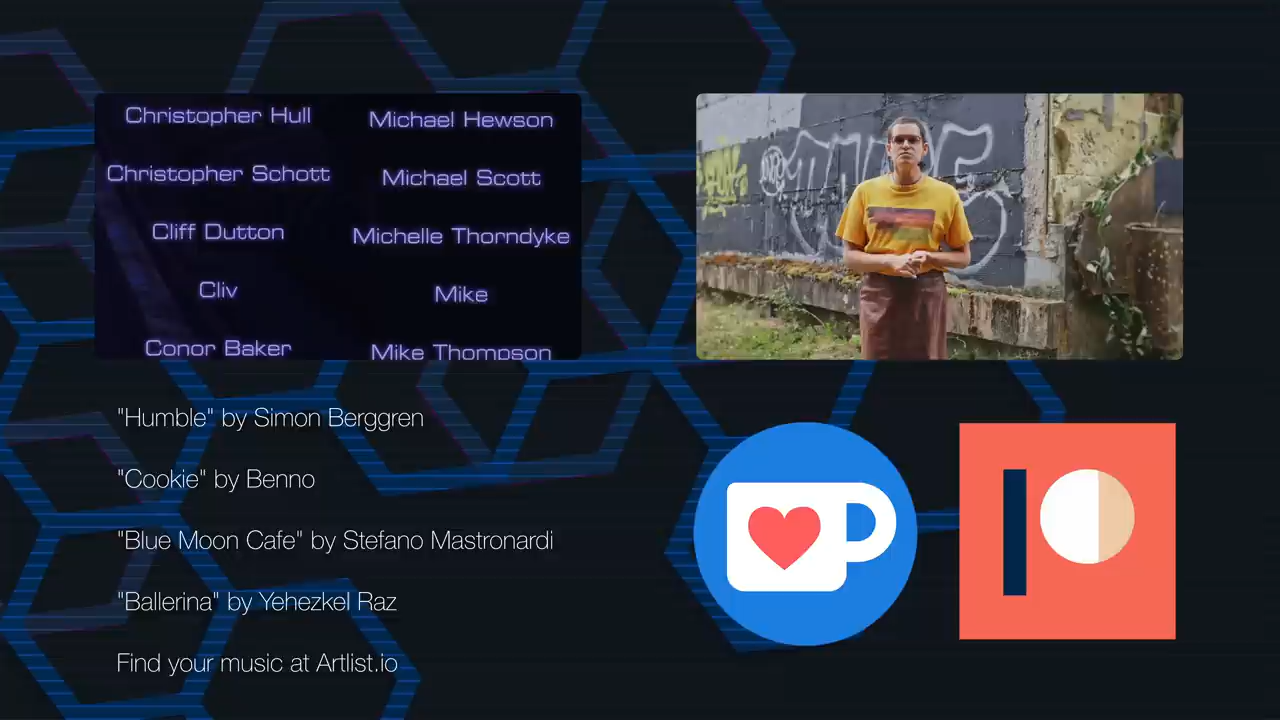 Christopher Hull
Christopher Schott
Cliff Dutton
Cliv
Conor Baker
Michael Hewson
Michael Scott
Michelle Thorndyke
Mike
Mike Thompson
"Humble" by Simon Berggren
"Cookie" by Benno
"Blue Moon Cafe" by Stefano Mastronardi
"Ballerina" by Yehezkel Raz
Find your music at Artlist.io